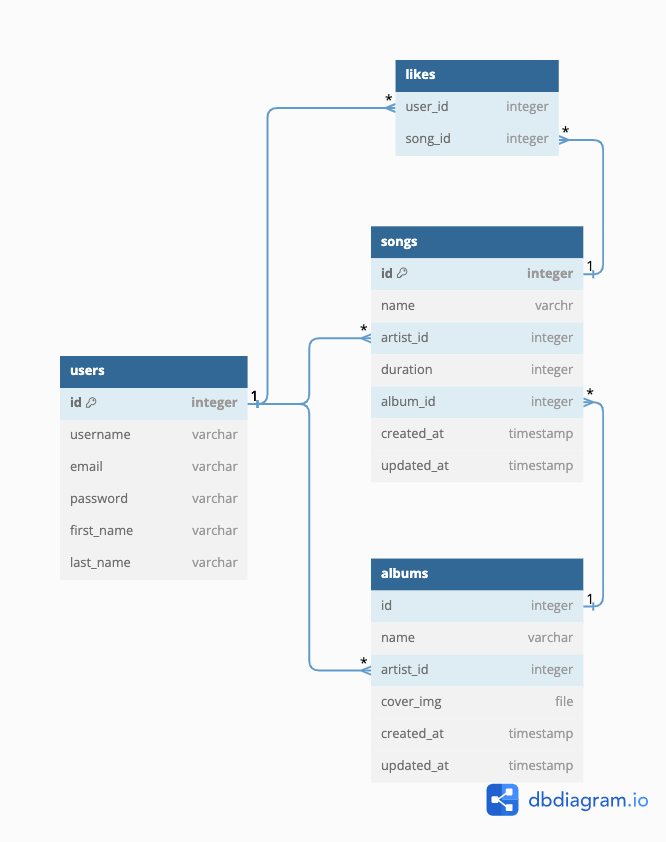 likes
* user_id integer
song_id integer *
songs
id integer 1
name varchr
* artist_id integer
duration integer
album_id integer *
created_at timestamp
updated_at timestamp
users
id integer 1
username varchar
email varchar
password varchar
first_name varchar
last_name varchar
albums
id integer 1
name varchar
* artist_id integer
cover_img file
created_at timestamp
updated_at timestamp
dbdiagram.io